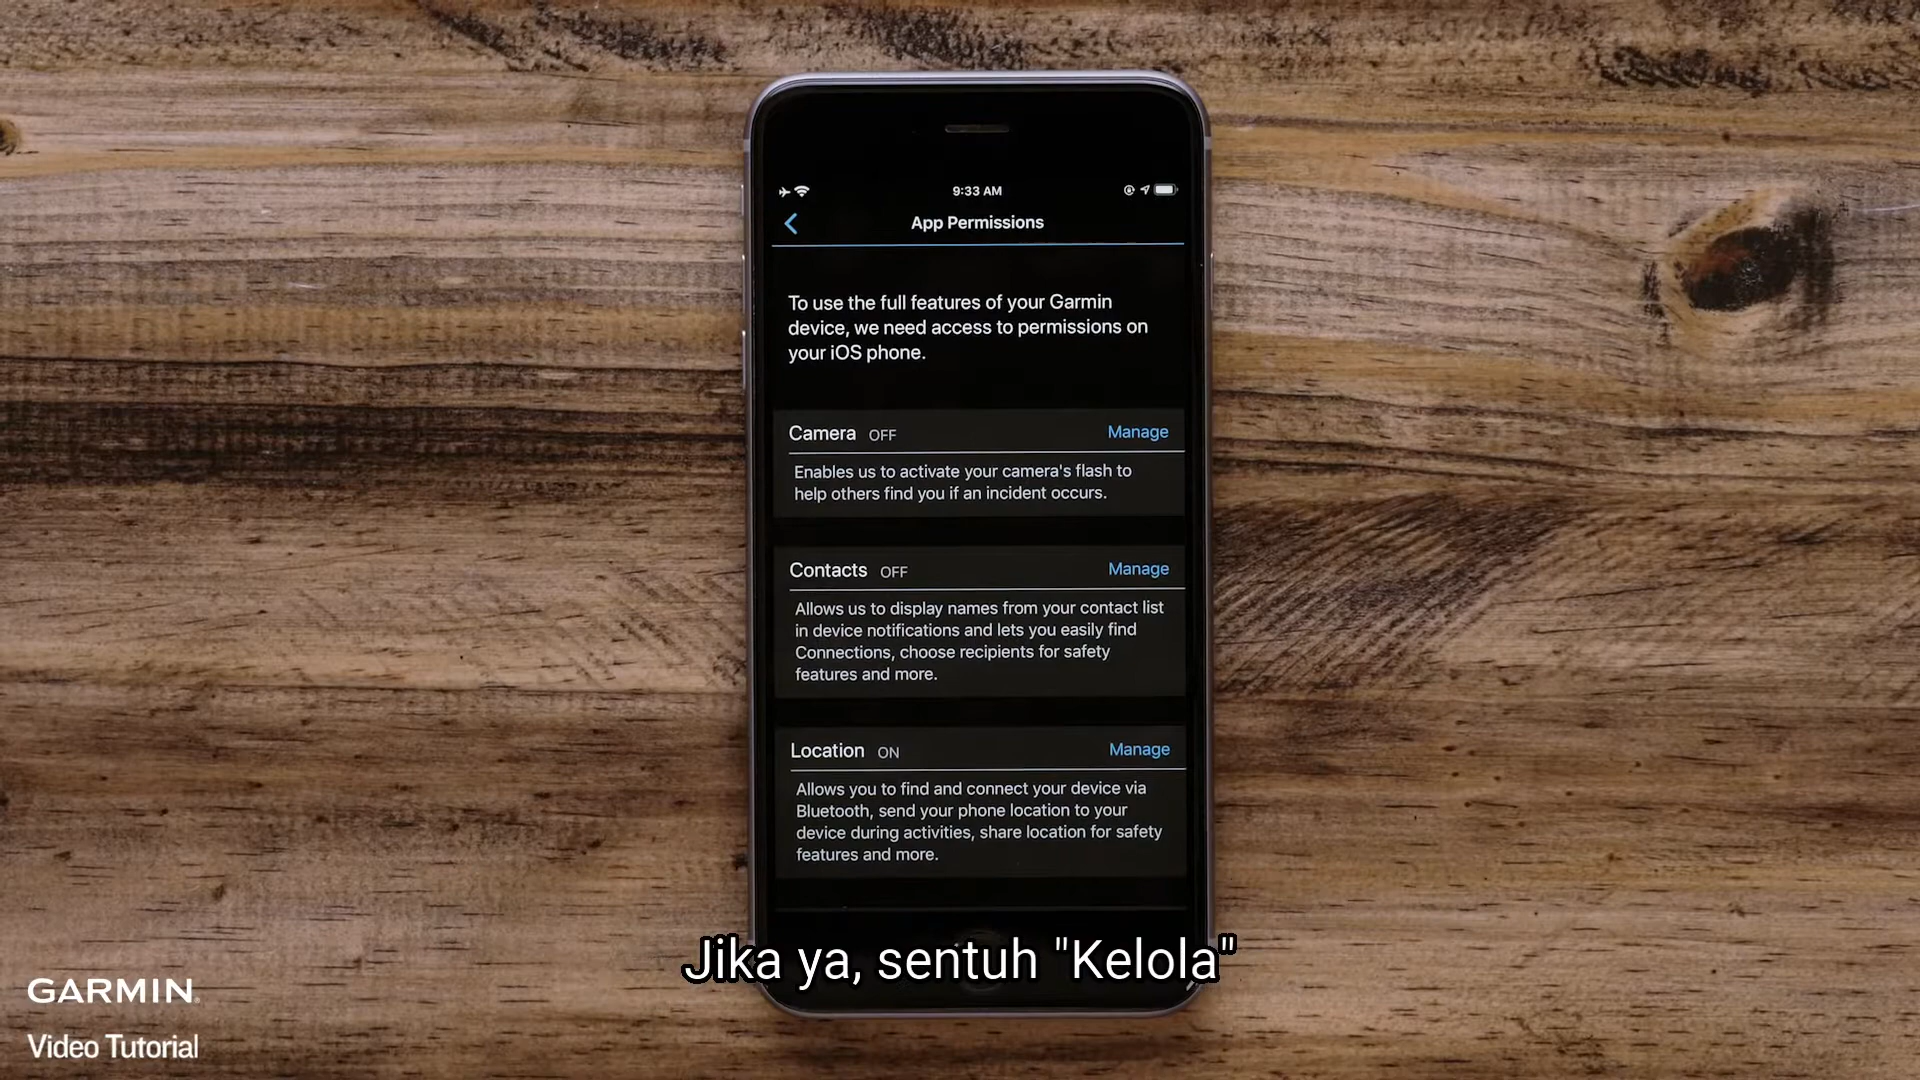 9:33 AM
App Permissions
To use the full features of your Garmin
device, we need access to permissions on
your iOS phone.
Camera OFF Manage
Enables us to activate your camera's flash to
help others find you if an incident occurs.
Contacts OFF Manage
Allows us to display names from your contact list
in device notifications and lets you easily find
Connections, choose recipients for safety
features and more.
Location ON Manage
Allows you to find and connect your device via
Bluetooth, send your phone location to your
device during activities, share location for safety
features and more.
Jika ya, sentuh "Kelola"
GARMIN
Video Tutorial